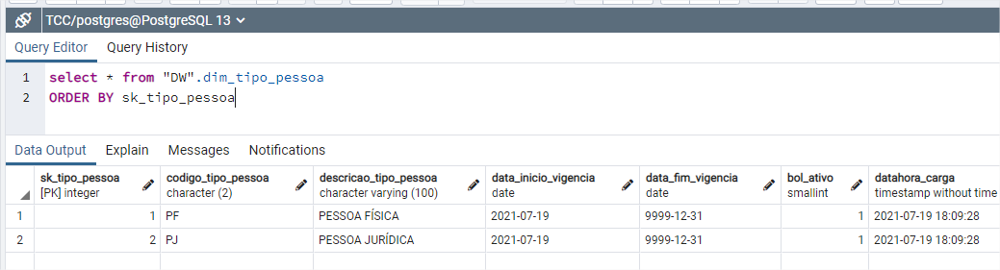 TCC/postgres@PostgreSQL 13
Query Editor Query History
1 select * from "DW".dim_tipo_pessoa
2 ORDER BY sk_tipo_pessoa
Data Output Explain Messages Notifications
sk_tipo_pessoa codigo_tipo_pessoa descricao_tipo_pessoa data_inicio_vigencia data_fim_vigencia bol_ativo datahora_carga
[PK] integer character (2) character varying (100) date date smallint timestamp without time
1 1 PF PESSOA FÍSICA 2021-07-19 9999-12-31 1 2021-07-19 18:09:28
2 2 PJ PESSOA JURÍDICA 2021-07-19 9999-12-31 1 2021-07-19 18:09:28